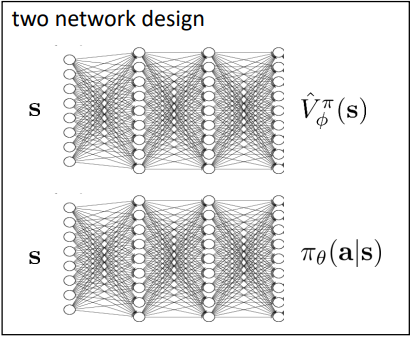 two network design
s
V̂^π_ϕ(s)
s
π_θ(a|s)